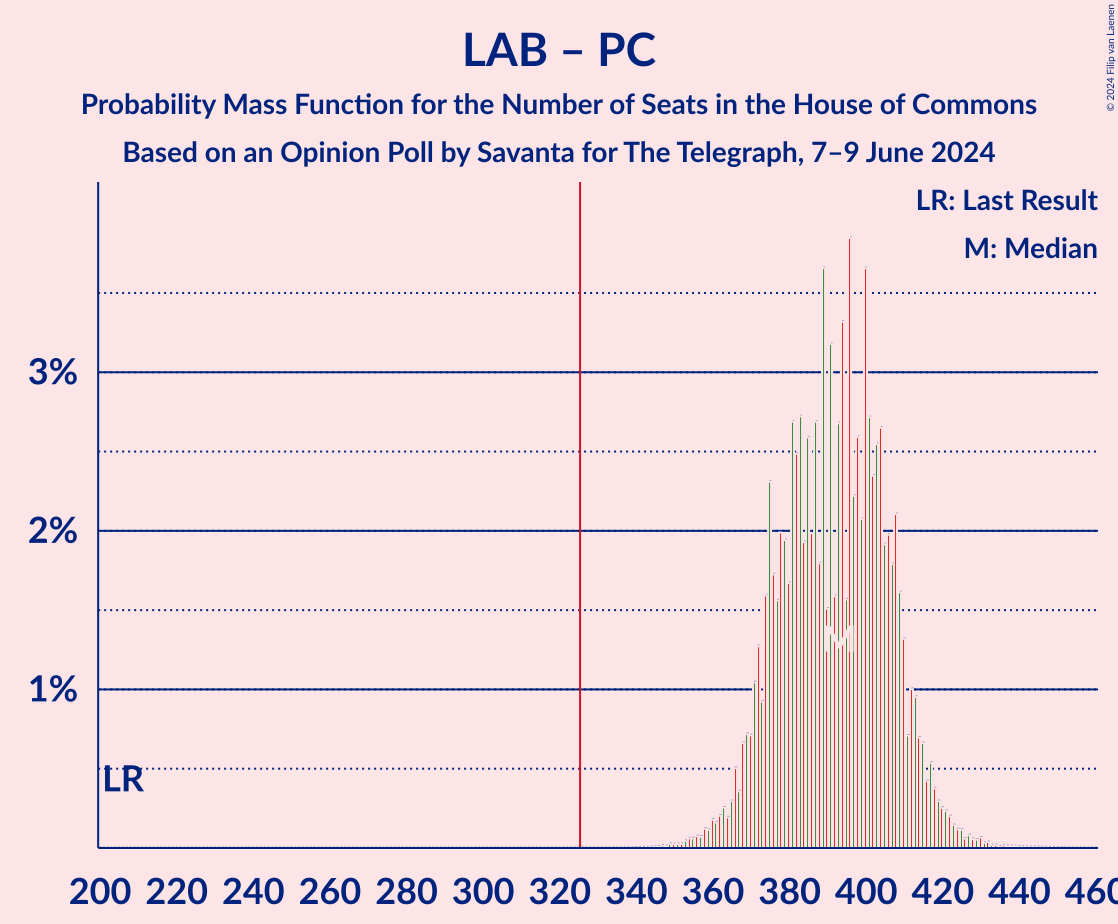 LAB – PC
Probability Mass Function for the Number of Seats in the House of Commons
Based on an Opinion Poll by Savanta for The Telegraph, 7–9 June 2024
© 2024 Filip van Laenen
LR: Last Result
M: Median
3%
2%
1%
LR
200 220 240 260 280 300 320 340 360 380 400 420 440 460